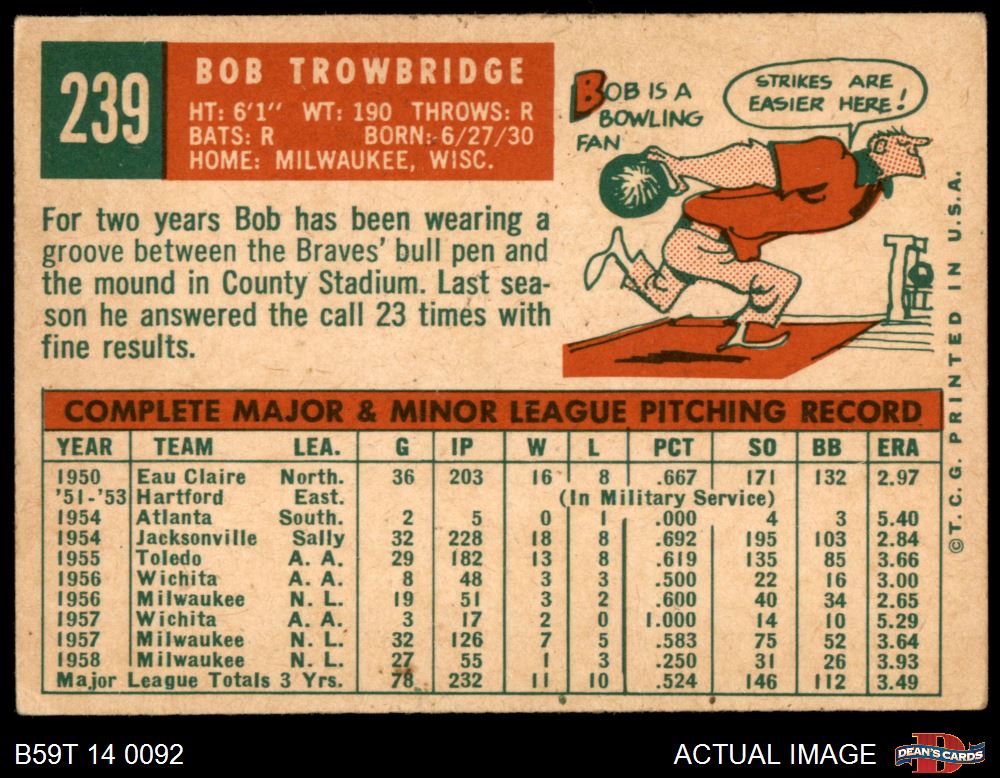 239
BOB TROWBRIDGE
HT: 6'1" WT: 190 THROWS: R
BATS: R BORN: 6/27/30
HOME: MILWAUKEE, WISC.
BOB IS A
BOWLING
FAN
STRIKES ARE
EASIER HERE!
For two years Bob has been wearing a
groove between the Braves' bull pen and
the mound in County Stadium. Last sea-
son he answered the call 23 times with
fine results.
COMPLETE MAJOR & MINOR LEAGUE PITCHING RECORD
YEAR TEAM LEA. G IP W L PCT SO BB ERA
1950 Eau Claire North. 36 203 16 8 .667 171 132 2.97
'51-'53 Hartford East. (In Military Service)
1954 Atlanta South. 2 5 0 1 .000 4 3 5.40
1954 Jacksonville Sally 32 228 18 8 .692 195 103 2.84
1955 Toledo A. A. 29 182 13 8 .619 135 85 3.66
1956 Wichita A. A. 8 48 3 3 .500 22 16 3.00
1956 Milwaukee N. L. 19 51 3 2 .600 40 34 2.65
1957 Wichita A. A. 3 17 2 0 1.000 14 10 5.29
1957 Milwaukee N. L. 32 126 7 5 .583 75 52 3.64
1958 Milwaukee N. L. 27 55 1 3 .250 31 26 3.93
Major League Totals 3 Yrs. 78 232 11 10 .524 146 112 3.49
©T.C.G. PRINTED IN U.S.A.
B59T 14 0092
ACTUAL IMAGE
DEAN'S CARDS